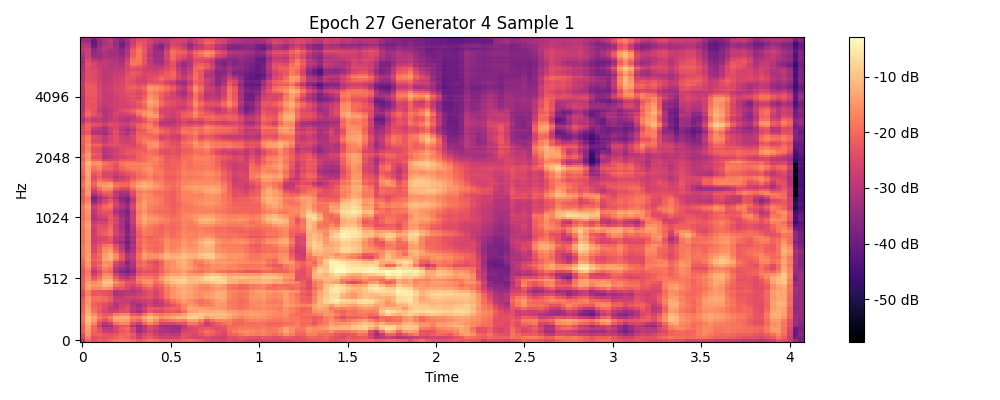 Epoch 27 Generator 4 Sample 1
Hz
4096
2048
1024
512
0
0 0.5 1 1.5 2 2.5 3 3.5 4
Time
-10 dB
-20 dB
-30 dB
-40 dB
-50 dB